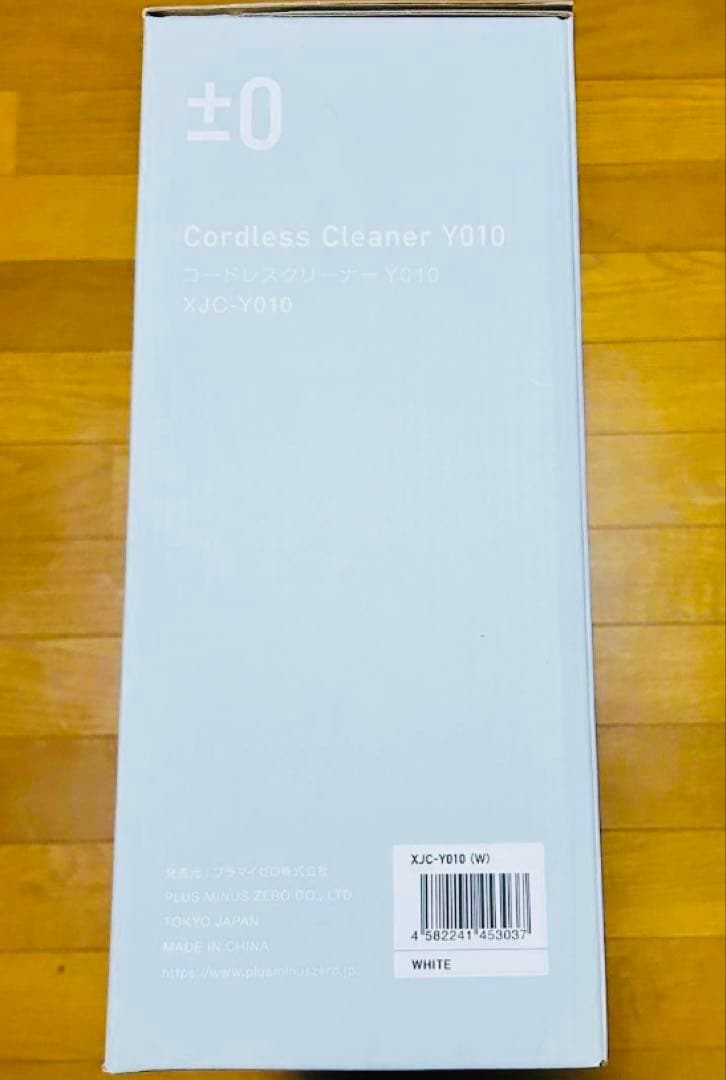 ±0
Cordless Cleaner Y010
コードレスクリーナー Y010
XJC-Y010
発売元：プラマイゼロ株式会社
PLUS MINUS ZERO CO., LTD
TOKYO JAPAN
MADE IN CHINA
https://www.plusminuszero.jp
XJC-Y010 (W)
4 582241 453037
WHITE